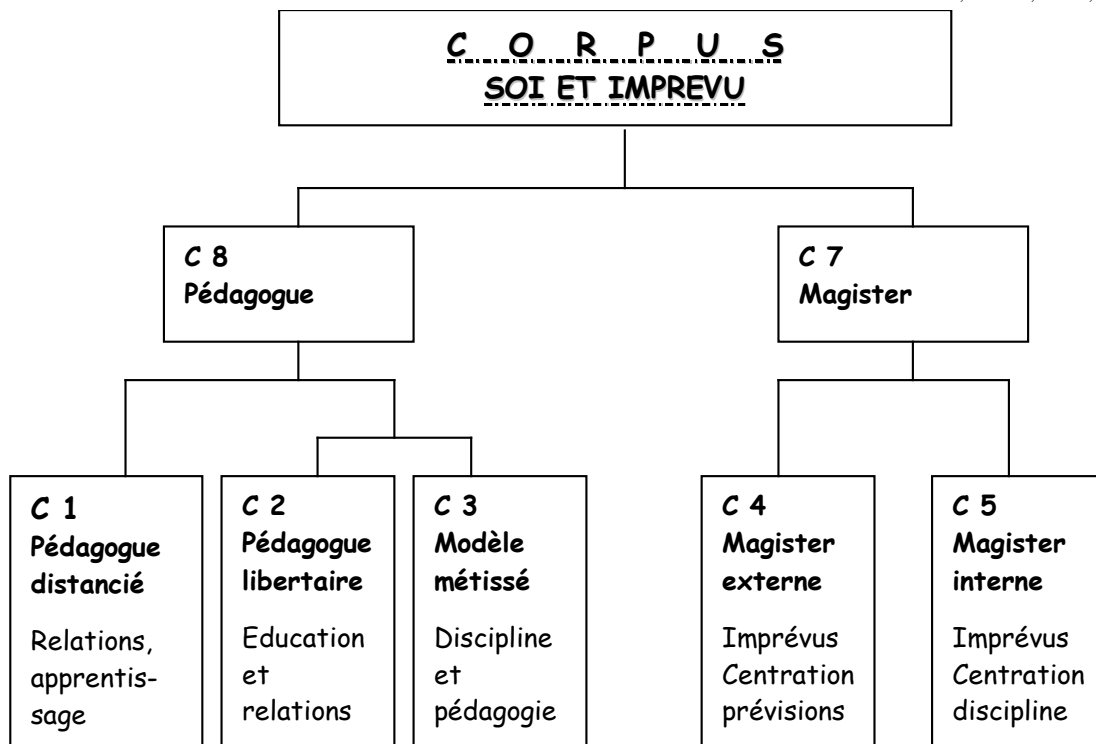 C O R P U S
SOI ET IMPREVU
C 8
Pédagogue
C 7
Magister
C 1
Pédagogue
distancié
Relations,
apprentis-
sage
C 2
Pédagogue
libertaire
Education
et
relations
C 3
Modèle
métissé
Discipline
et
pédagogie
C 4
Magister
externe
Imprévus
Centration
prévisions
C 5
Magister
interne
Imprévus
Centration
discipline